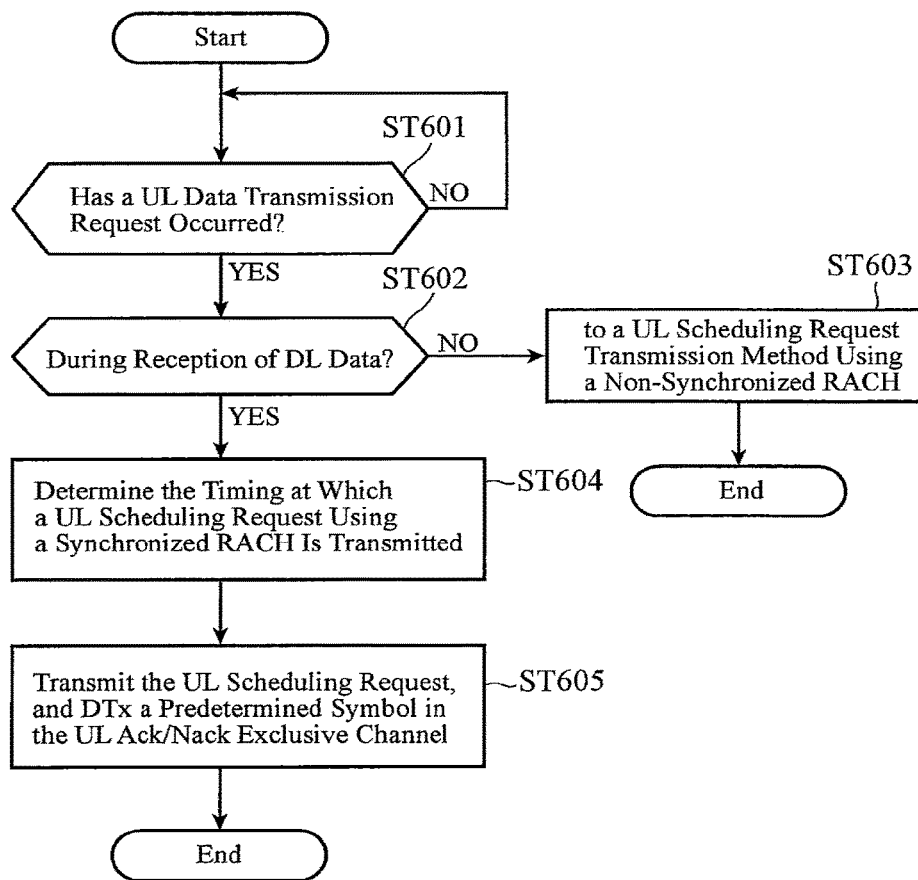 Start
ST601
Has a UL Data Transmission
Request Occurred?
NO
YES
ST602
During Reception of DL Data?
NO
YES
ST603
to a UL Scheduling Request
Transmission Method Using
a Non-Synchronized RACH
End
Determine the Timing at Which
a UL Scheduling Request Using
a Synchronized RACH Is Transmitted
ST604
Transmit the UL Scheduling Request,
and DTx a Predetermined Symbol in
the UL Ack/Nack Exclusive Channel
ST605
End